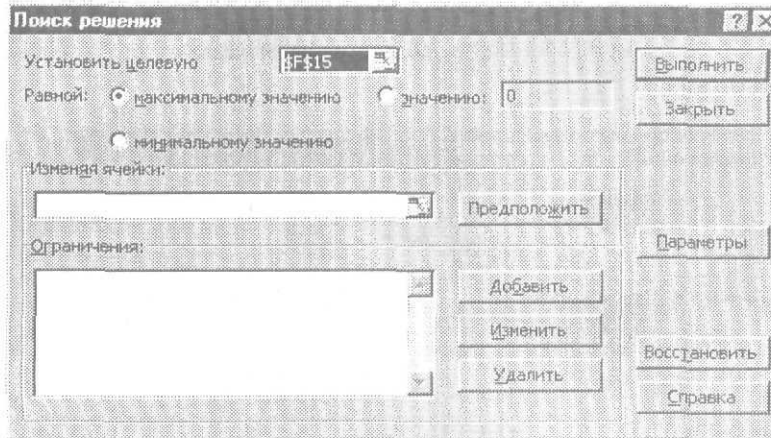 Поиск решения
Установить целевую $F$15 Выполнить
Равной: максимальному значению значению: 0
Закрыть
минимальному значению
Изменяя ячейки:
Предположить
Параметры
Ограничения:
Добавить
Изменить
Удалить
Восстановить
Справка